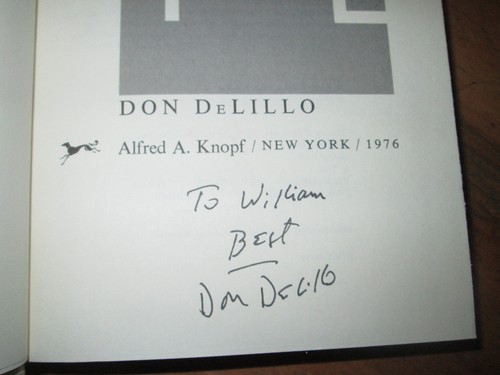 DON DeLILLO
Alfred A. Knopf / NEW YORK / 1976
To William
Best
Don DeLillo